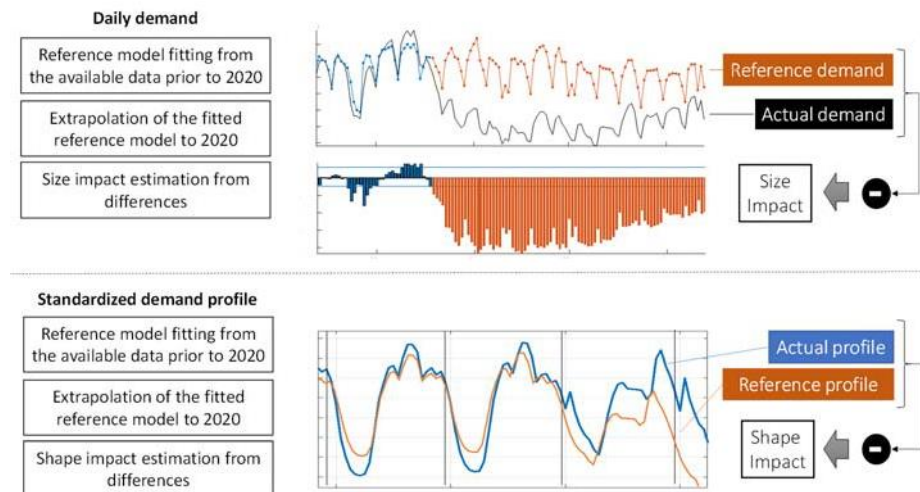 Daily demand
Reference model fitting from
the available data prior to 2020
Extrapolation of the fitted
reference model to 2020
Size impact estimation from
differences
Reference demand
Actual demand
Size
Impact
Standardized demand profile
Reference model fitting from
the available data prior to 2020
Extrapolation of the fitted
reference model to 2020
Shape impact estimation from
differences
Actual profile
Reference profile
Shape
Impact